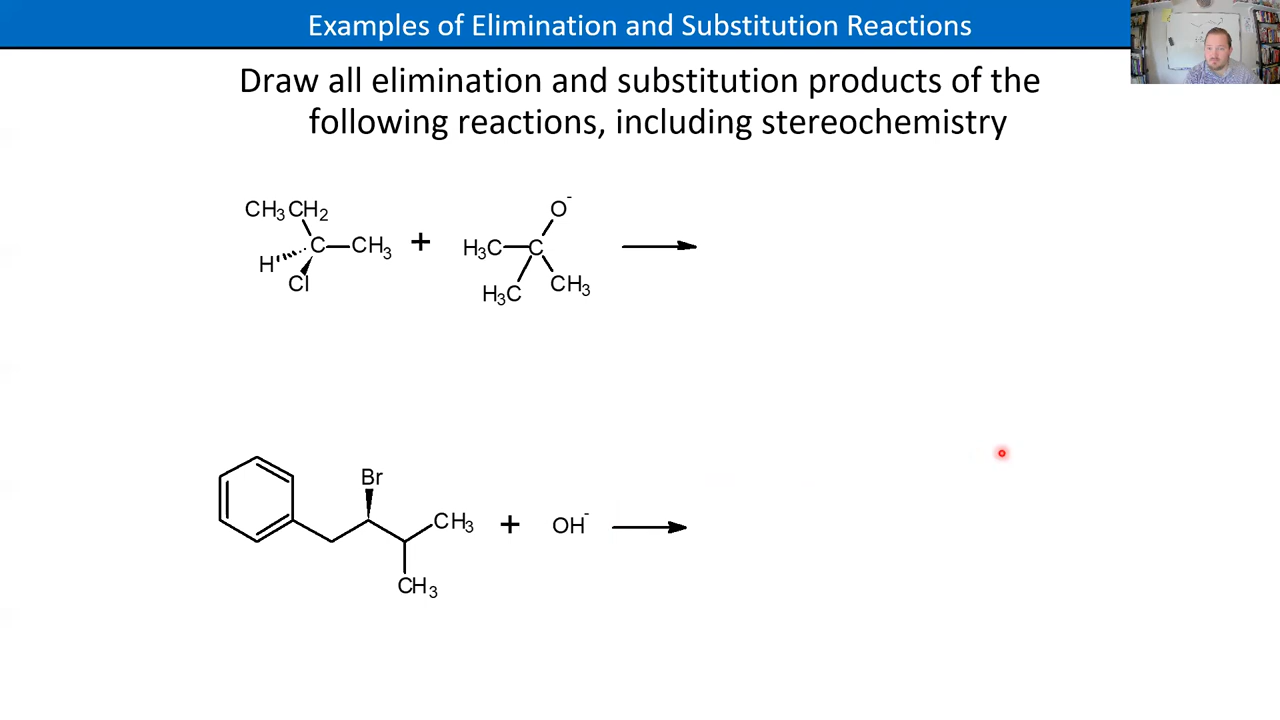 Examples of Elimination and Substitution Reactions
Draw all elimination and substitution products of the
following reactions, including stereochemistry
CH₃CH₂
O⁻
H C CH₃ + H₃C C
Cl
H₃C CH₃
Br
CH₃ + OH⁻
CH₃